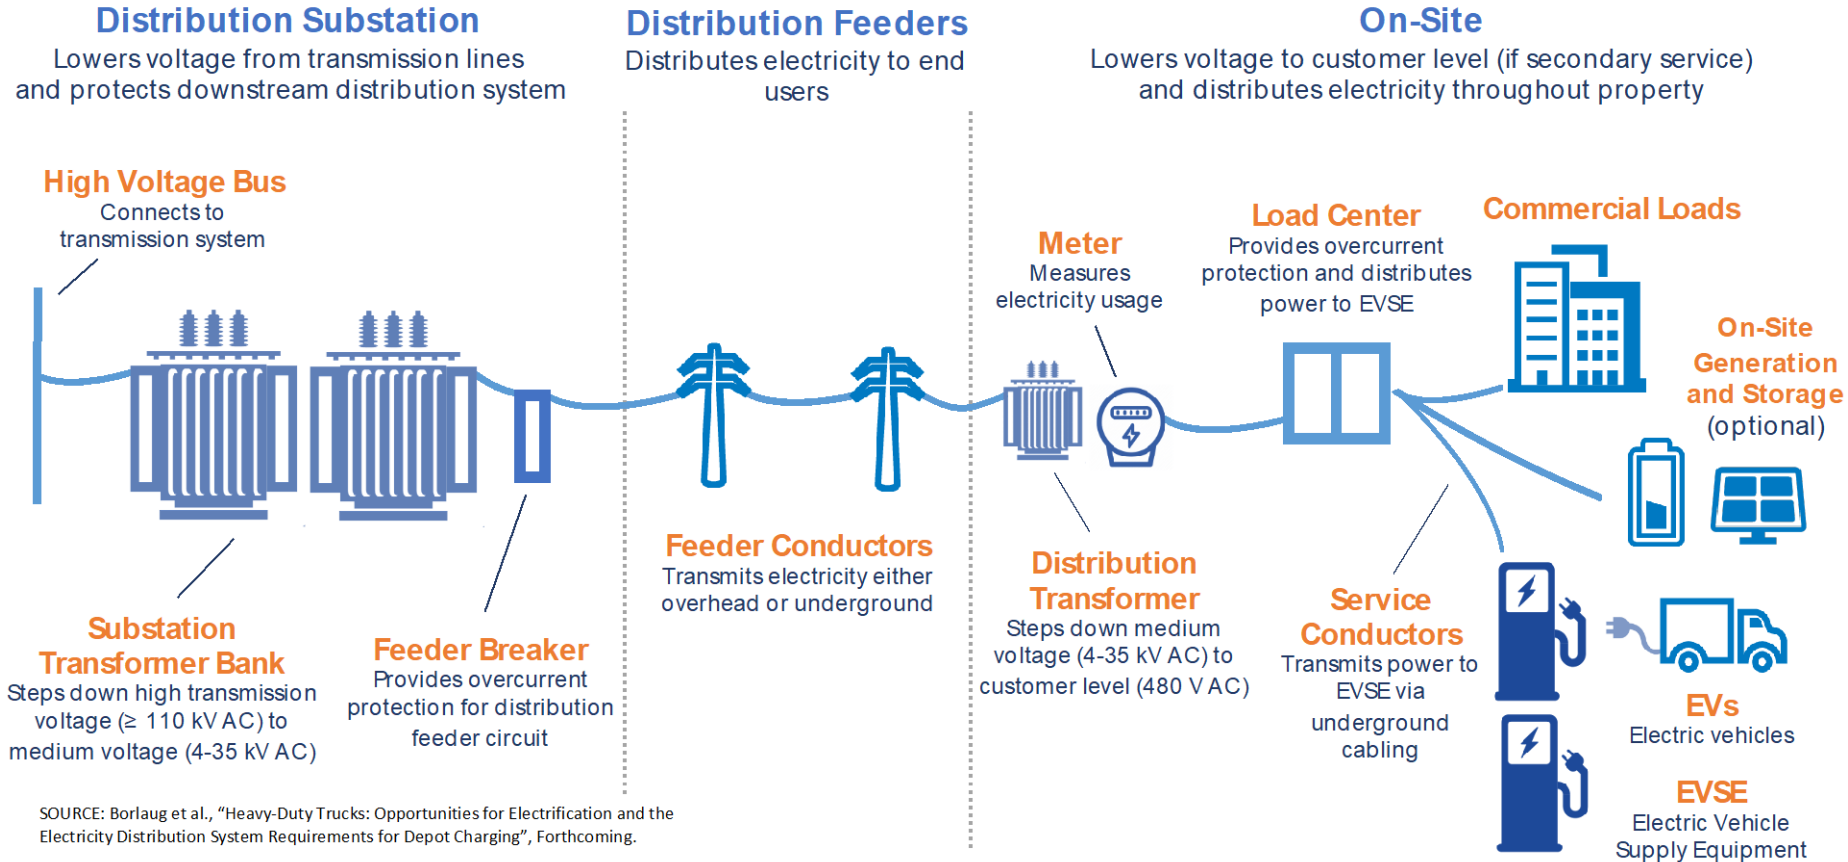 Distribution Substation
Lowers voltage from transmission lines
and protects downstream distribution system
Distribution Feeders
Distributes electricity to end
users
On-Site
Lowers voltage to customer level (if secondary service)
and distributes electricity throughout property
High Voltage Bus
Connects to
transmission system
Substation
Transformer Bank
Steps down high transmission
voltage (≥ 110 kV AC) to
medium voltage (4-35 kV AC)
Feeder Breaker
Provides overcurrent
protection for distribution
feeder circuit
Feeder Conductors
Transmits electricity either
overhead or underground
Meter
Measures
electricity usage
Distribution
Transformer
Steps down medium
voltage (4-35 kV AC) to
customer level (480 V AC)
Load Center
Provides overcurrent
protection and distributes
power to EVSE
Service
Conductors
Transmits power to
EVSE via
underground
cabling
Commercial Loads
On-Site
Generation
and Storage
(optional)
EVs
Electric vehicles
EVSE
Electric Vehicle
Supply Equipment
SOURCE: Borlaug et al., “Heavy-Duty Trucks: Opportunities for Electrification and the
Electricity Distribution System Requirements for Depot Charging”, Forthcoming.